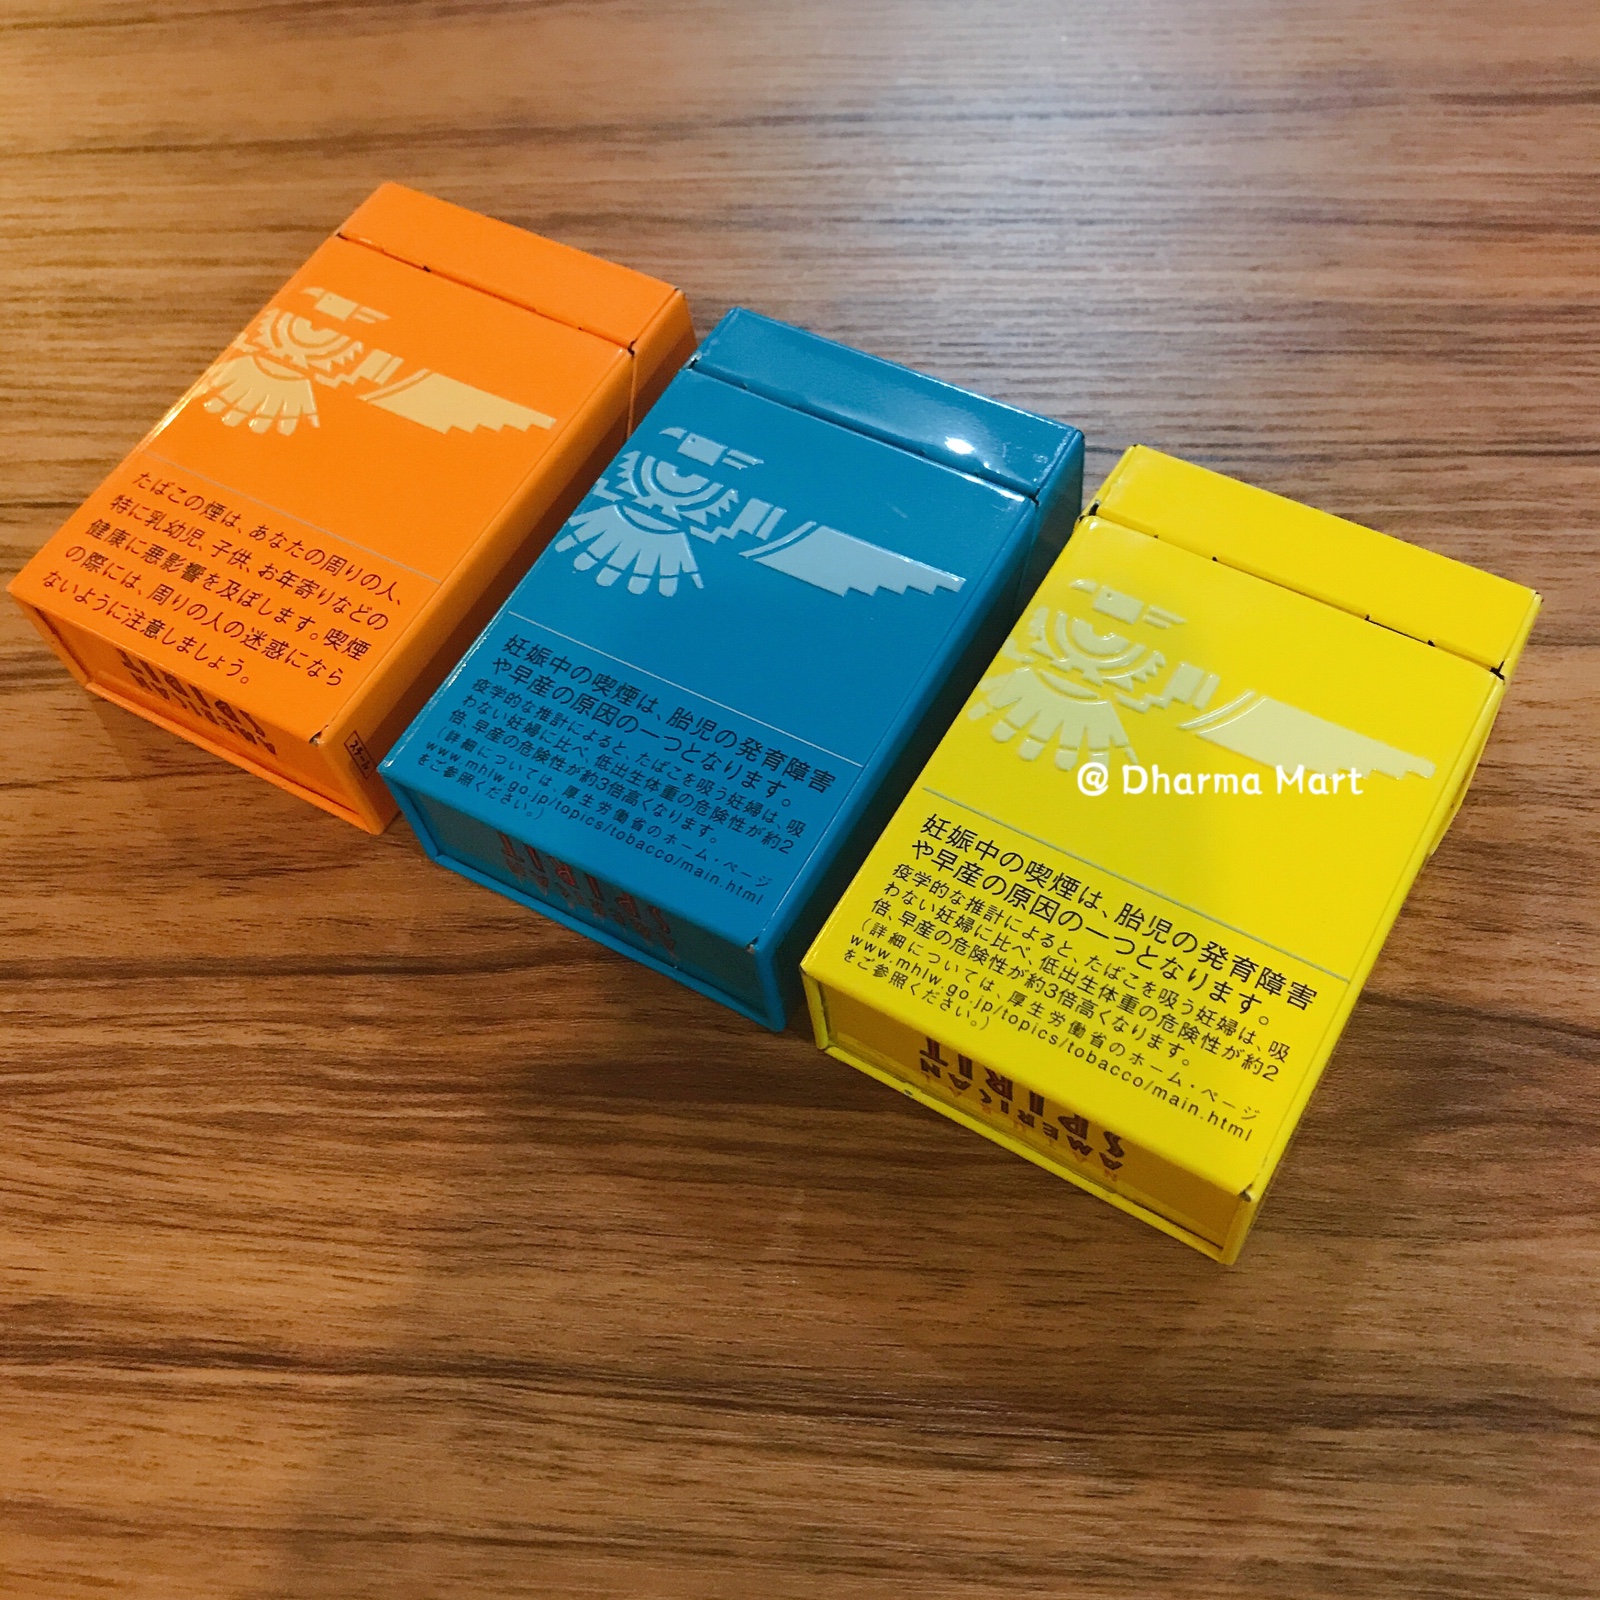 たばこの煙は、あなたの周りの人、
特に乳幼児、子供、お年寄りなどの
健康に悪影響を及ぼします。喫煙
の際には、周りの人の迷惑になら
ないように注意しましょう。
AMERICAN
SPIRIT
スチール
妊娠中の喫煙は、胎児の発育障害
や早産の原因の一つとなります。
疫学的な推計によると、たばこを吸う妊婦は、吸
わない妊婦に比べ、低出生体重の危険性が約2
倍、早産の危険性が約3倍高くなります。
(詳細については、厚生労働省のホーム・ページ
www.mhlw.go.jp/topics/tobacco/main.html
をご参照ください。)
AMERICAN
SPIRIT
@ Dharma Mart
妊娠中の喫煙は、胎児の発育障害
や早産の原因の一つとなります。
疫学的な推計によると、たばこを吸う妊婦は、吸
わない妊婦に比べ、低出生体重の危険性が約2
倍、早産の危険性が約3倍高くなります。
(詳細については、厚生労働省のホーム・ページ
www.mhlw.go.jp/topics/tobacco/main.html
をご参照ください。)
AMERICAN
SPIRIT